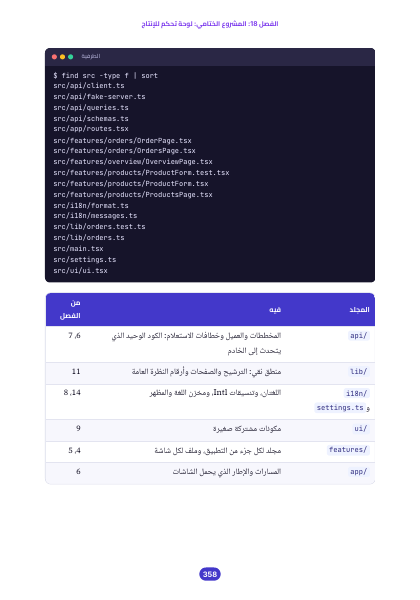 الفصل 18: المشروع الختامي: لوحة تحكم للإنتاج
الطرفية
$ find src -type f | sort
src/api/client.ts
src/api/fake-server.ts
src/api/queries.ts
src/api/schemas.ts
src/app/routes.tsx
src/features/orders/OrderPage.tsx
src/features/orders/OrdersPage.tsx
src/features/overview/OverviewPage.tsx
src/features/products/ProductForm.test.tsx
src/features/products/ProductForm.tsx
src/features/products/ProductsPage.tsx
src/i18n/format.ts
src/i18n/messages.ts
src/lib/orders.test.ts
src/lib/orders.ts
src/main.tsx
src/settings.ts
src/ui/ui.tsx
المجلد فيه من الفصل
api/ المخططات والعميل وخطافات الاستعلام: الكود الوحيد الذي يتحدث إلى الخادم 6، 7
lib/ منطق نقي: الترشيح والصفحات وأرقام النظرة العامة 11
i18n/ و settings.ts اللغتان، وتنسيقات Intl، ومخزن اللغة والمظهر 8، 14
ui/ مكونات مشتركة صغيرة 9
features/ مجلد لكل جزء من التطبيق، وملف لكل شاشة 4، 5
app/ المسارات والإطار الذي يحمل الشاشات 6
358